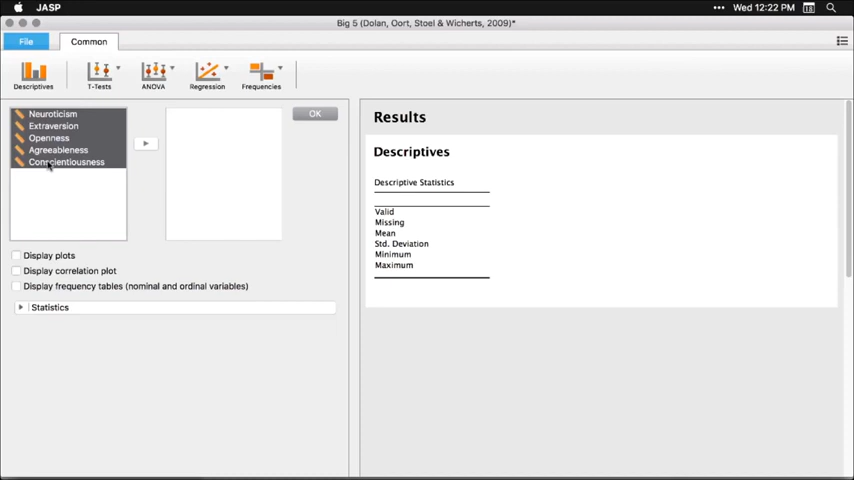 JASP
••• Wed 12:22 PM 18
Big 5 (Dolan, Oort, Stoel & Wicherts, 2009)*
File Common
Descriptives T-Tests ANOVA Regression Frequencies
Neuroticism
Extraversion
Openness
Agreeableness
Conscientiousness
OK
Display plots
Display correlation plot
Display frequency tables (nominal and ordinal variables)
Statistics
Results
Descriptives
Descriptive Statistics
Valid
Missing
Mean
Std. Deviation
Minimum
Maximum